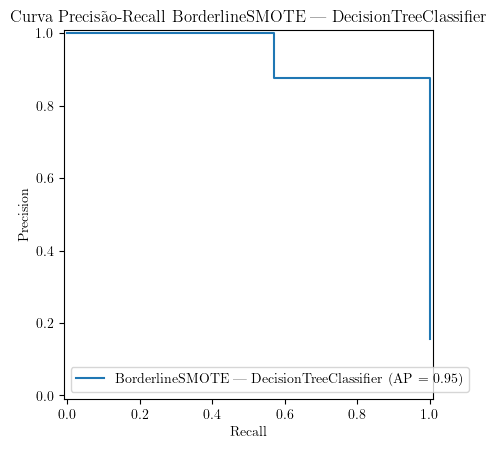 Curva Precisão-Recall BorderlineSMOTE — DecisionTreeClassifier
1.0
0.8
0.6
0.4
0.2
0.0
Precision
BorderlineSMOTE — DecisionTreeClassifier (AP = 0.95)
0.0 0.2 0.4 0.6 0.8 1.0
Recall